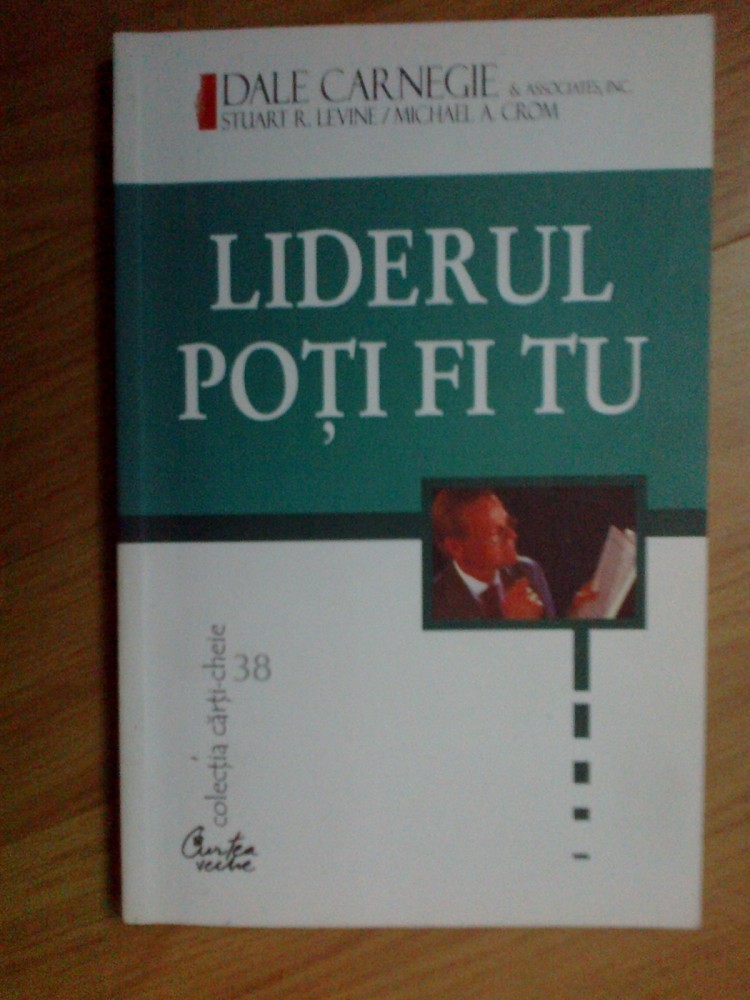 DALE CARNEGIE & ASSOCIATES, INC.
STUART R. LEVINE / MICHAEL A. CROM
LIDERUL
POȚI FI TU
colecția cărți-cheie
38
Curtea
veche